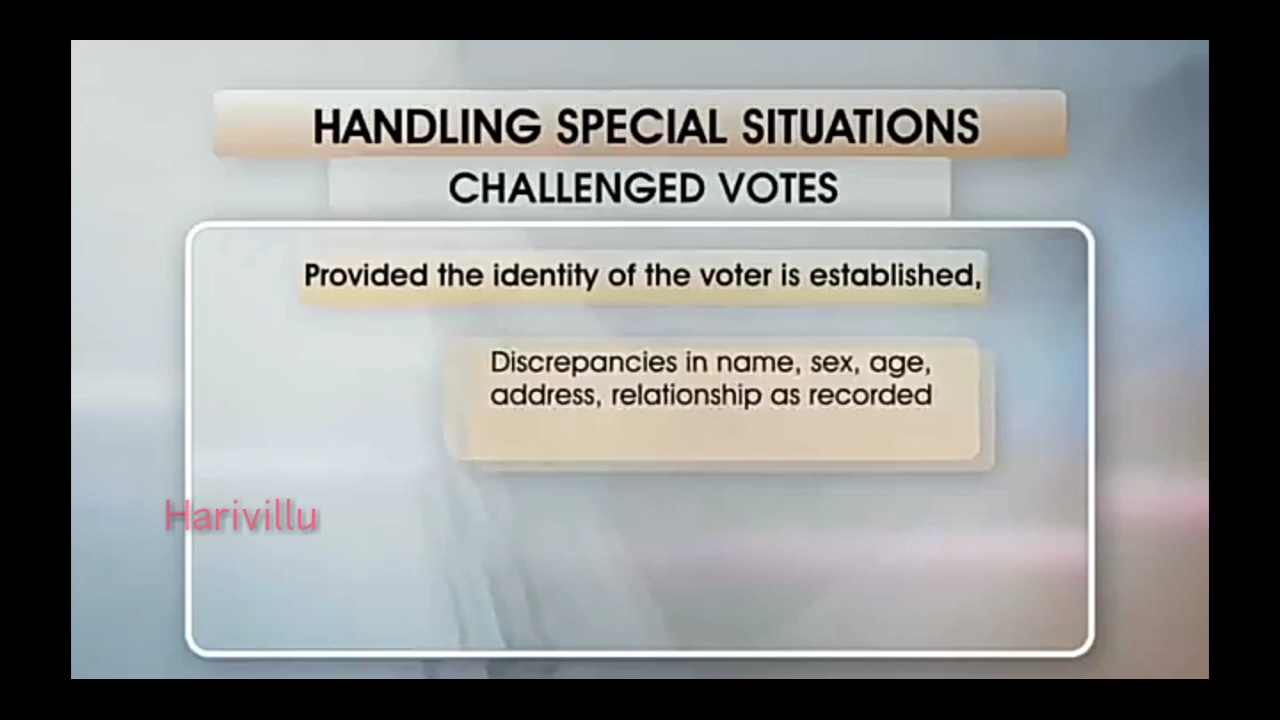 HANDLING SPECIAL SITUATIONS
CHALLENGED VOTES
Provided the identity of the voter is established,
Discrepancies in name, sex, age,
address, relationship as recorded
Harivillu